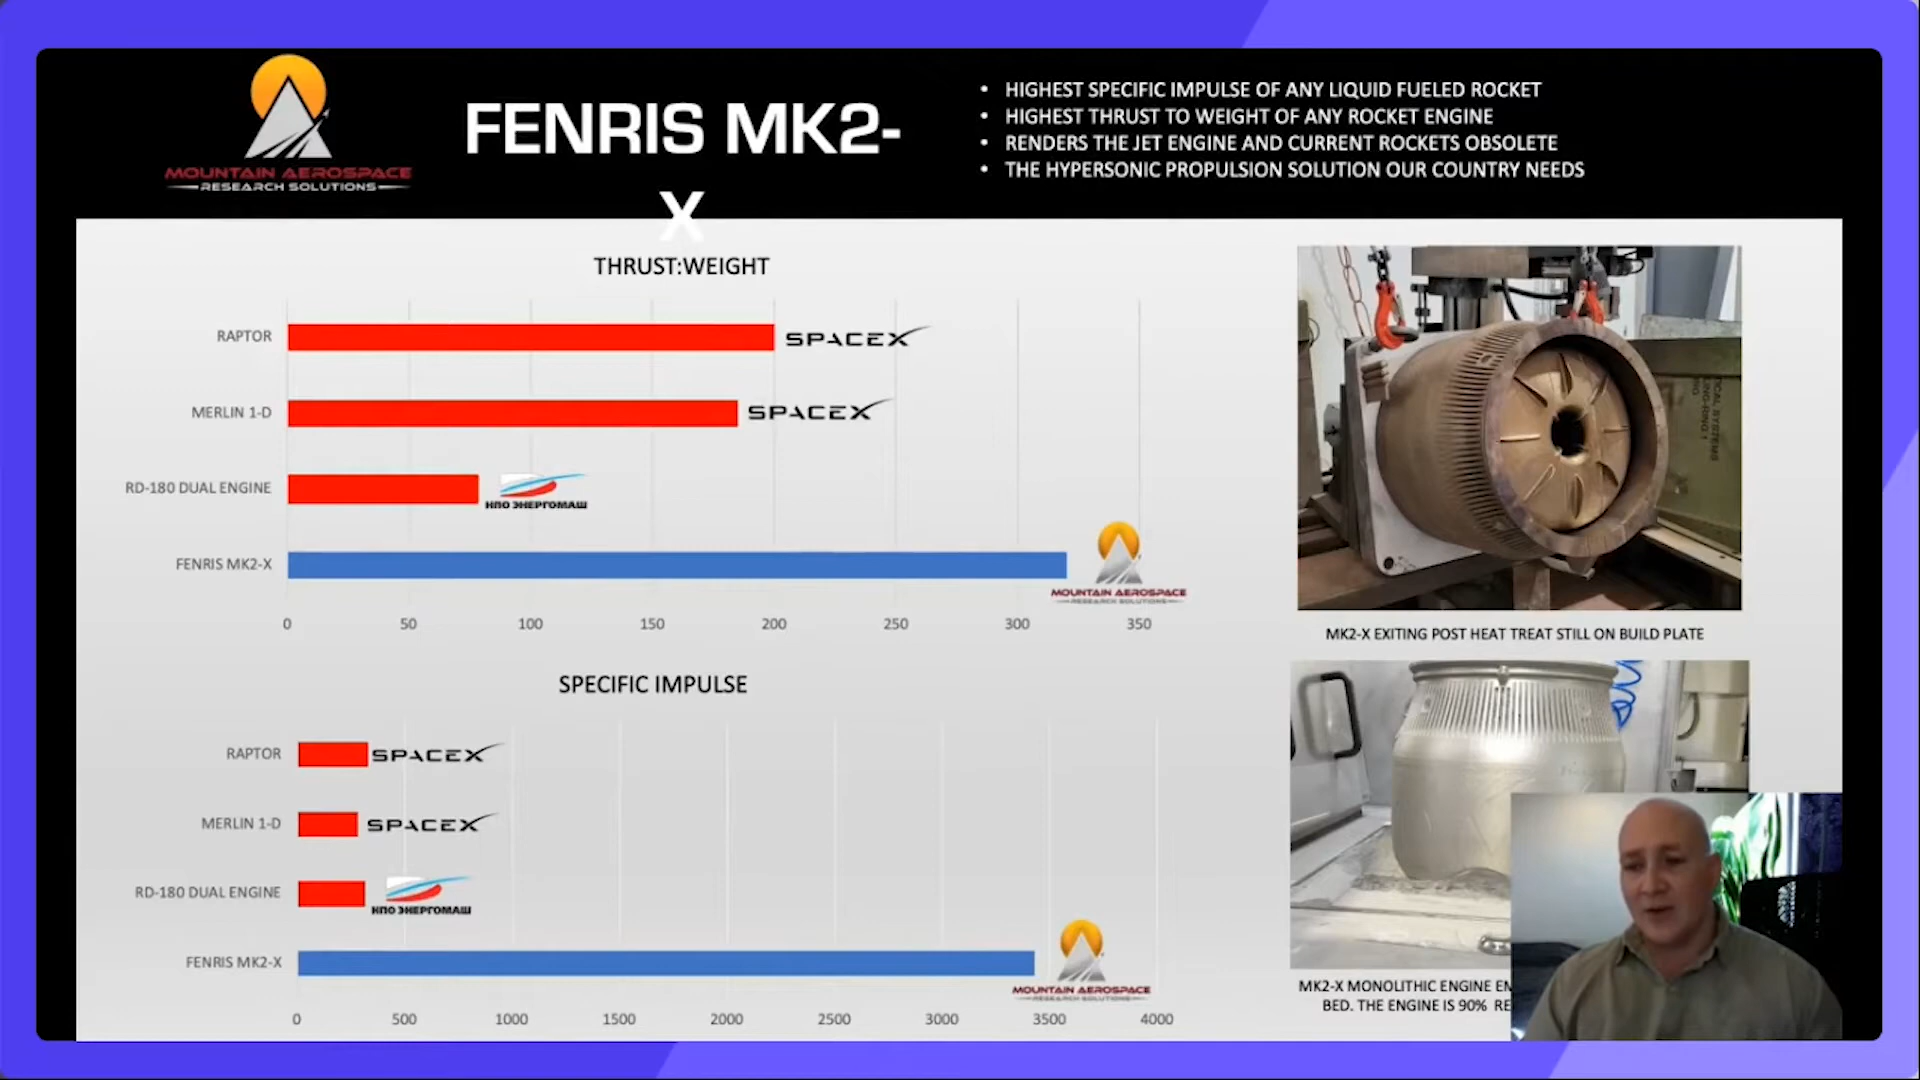 MOUNTAIN AEROSPACE
RESEARCH SOLUTIONS
FENRIS MK2-
X
• HIGHEST SPECIFIC IMPULSE OF ANY LIQUID FUELED ROCKET
• HIGHEST THRUST TO WEIGHT OF ANY ROCKET ENGINE
• RENDERS THE JET ENGINE AND CURRENT ROCKETS OBSOLETE
• THE HYPERSONIC PROPULSION SOLUTION OUR COUNTRY NEEDS
THRUST:WEIGHT
RAPTOR
SPACEX
MERLIN 1-D
SPACEX
RD-180 DUAL ENGINE
НПО ЭНЕРГОМАШ
FENRIS MK2-X
MOUNTAIN AEROSPACE
RESEARCH SOLUTIONS
0 50 100 150 200 250 300 350
SPECIFIC IMPULSE
RAPTOR
SPACEX
MERLIN 1-D
SPACEX
RD-180 DUAL ENGINE
НПО ЭНЕРГОМАШ
FENRIS MK2-X
MOUNTAIN AEROSPACE
RESEARCH SOLUTIONS
0 500 1000 1500 2000 2500 3000 3500 4000
MK2-X EXITING POST HEAT TREAT STILL ON BUILD PLATE
MK2-X MONOLITHIC ENGINE
BED. THE ENGINE IS 90%